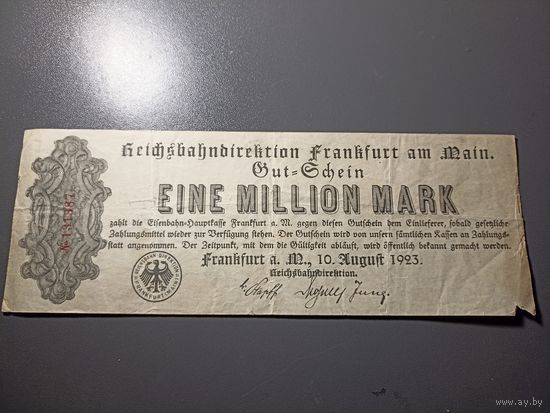 Reichsbahndirektion Frankfurt am Main.
Gut-Schein
EINE MILLION MARK
zahlt die Eisenbahn-Hauptkasse Frankfurt a. M. gegen diesen Gutschein dem Einlieferer, sobald gesetzliche
Zahlungsmittel wieder zur Verfügung stehen. Der Gutschein wird von unsern sämtlichen Kassen an Zahlungs-
statt angenommen. Der Zeitpunkt, mit dem die Gültigkeit abläuft, wird öffentlich bekannt gemacht werden.
Frankfurt a. M., 10. August 1923.
Reichsbahndirektion.
Jung.
www.ay.by